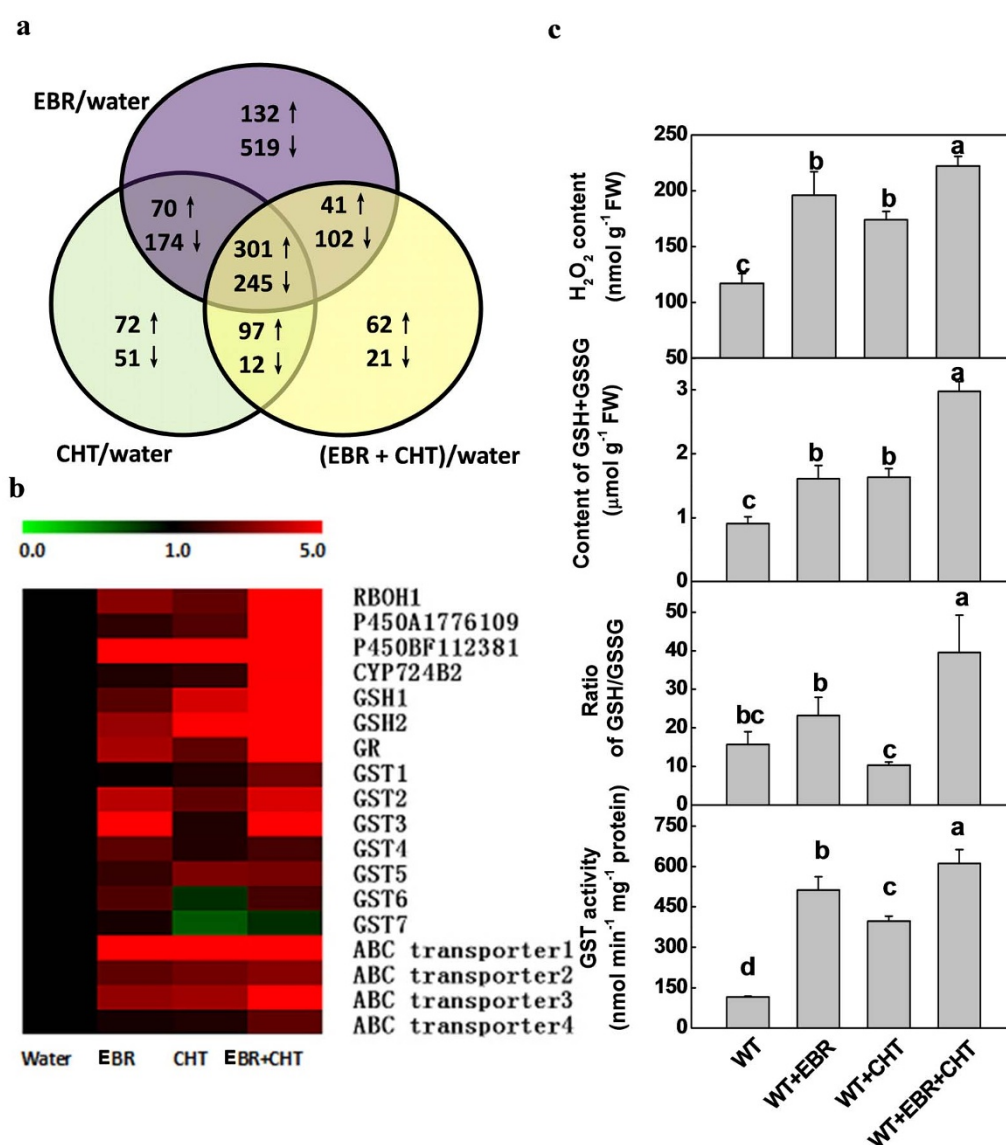 a
EBR/water
132 ↑
519 ↓
70 ↑
174 ↓
41 ↑
102 ↓
301 ↑
245 ↓
72 ↑
51 ↓
97 ↑
12 ↓
62 ↑
21 ↓
CHT/water
(EBR + CHT)/water
b
0.0 1.0 5.0
RBOH1
P450A1776109
P450BF112381
CYP724B2
GSH1
GSH2
GR
GST1
GST2
GST3
GST4
GST5
GST6
GST7
ABC transporter1
ABC transporter2
ABC transporter3
ABC transporter4
Water EBR CHT EBR+CHT
c
H₂O₂ content
(nmol g⁻¹ FW)
250
200
150
100
50
c b b a
Content of GSH+GSSG
(μmol g⁻¹ FW)
3
2
1
0
c b b a
Ratio
of GSH/GSSG
50
40
30
20
10
0
bc b c a
GST activity
(nmol min⁻¹ mg⁻¹ protein)
750
600
450
300
150
0
d b c a
WT
WT+EBR
WT+CHT
WT+EBR+CHT